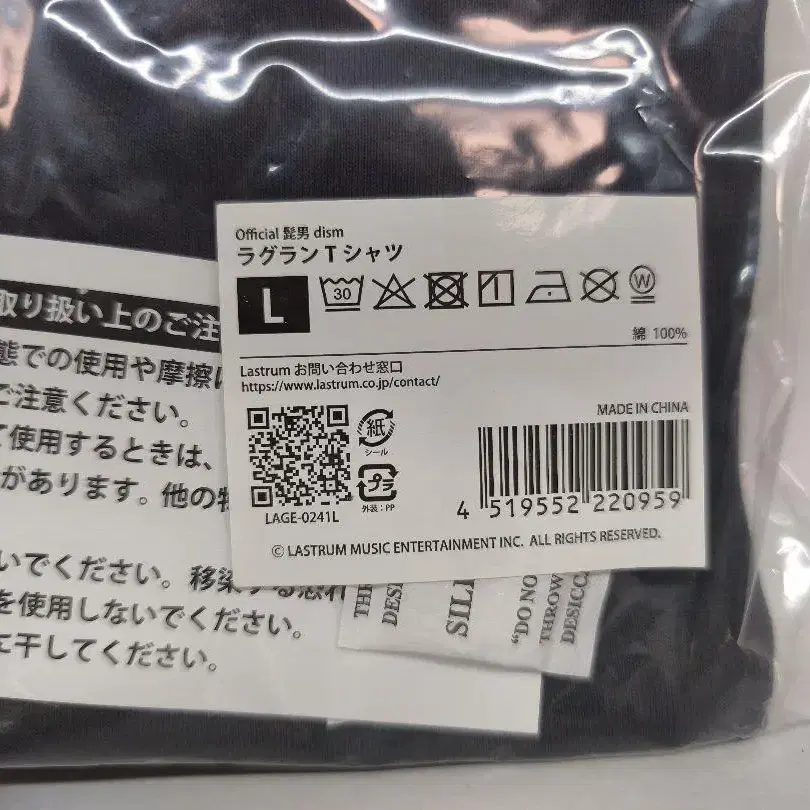 Official 髭男 dism
ラグランTシャツ
L
30
W
綿 100%
Lastrum お問い合わせ窓口
https://www.lastrum.co.jp/contact/
MADE IN CHINA
紙
シール
プラ
外装:PP
LAGE-0241L
4 519552 220959
© LASTRUM MUSIC ENTERTAINMENT INC. ALL RIGHTS RESERVED.
取り扱い上のご注
態での使用や摩擦
ご注意ください。
て使用するときは、
があります。他の
いでください。移染する恐れ
を使用しないでください。
に干してください。
"DO NO
THROW
DESICC